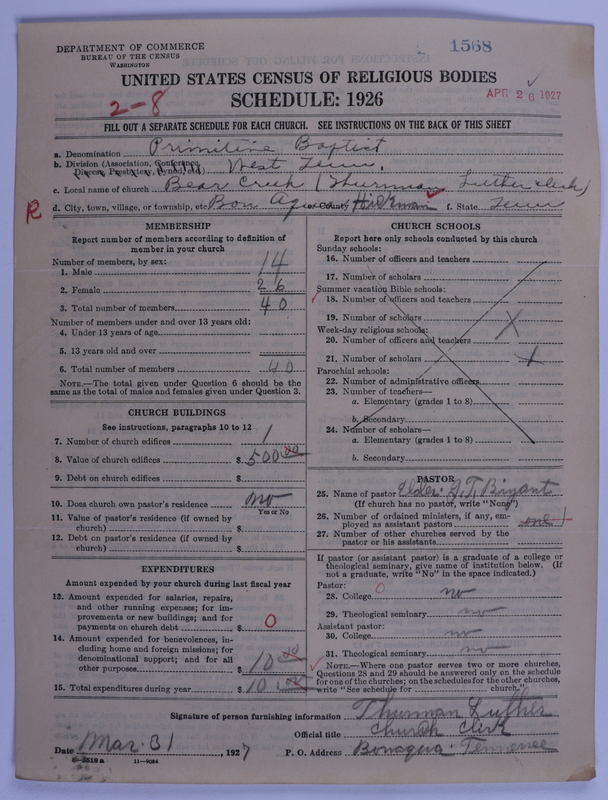 DEPARTMENT OF COMMERCE
BUREAU OF THE CENSUS
WASHINGTON
1568
UNITED STATES CENSUS OF RELIGIOUS BODIES
SCHEDULE: 1926
2-8
APR 26 1927
FILL OUT A SEPARATE SCHEDULE FOR EACH CHURCH. SEE INSTRUCTIONS ON THE BACK OF THIS SHEET
a. Denomination Primitive Baptist
b. Division (Association, Conference, Diocese, Presbytery, Synod, etc.) West Tenn.
c. Local name of church Bear Creek (Thurman Luther clerk)
R
d. City, town, village, or township, etc. Bon Aqua e. County Hickman f. State Tenn
MEMBERSHIP
Report number of members according to definition of
member in your church
Number of members, by sex:
1. Male 14
2. Female 26
3. Total number of members 40
Number of members under and over 13 years old:
4. Under 13 years of age
5. 13 years old and over
6. Total number of members 40
NOTE.—The total given under Question 6 should be the
same as the total of males and females given under Question 3.
CHURCH BUILDINGS
See instructions, paragraphs 10 to 12
7. Number of church edifices 1
8. Value of church edifices $ 500 00
9. Debt on church edifices $
10. Does church own pastor's residence no
Yes or No
11. Value of pastor's residence (if owned by
church) $
12. Debt on pastor's residence (if owned by
church) $
EXPENDITURES
Amount expended by your church during last fiscal year
13. Amount expended for salaries, repairs,
and other running expenses; for im-
provements or new buildings; and for
payments on church debt $ 0
14. Amount expended for benevolences, in-
cluding home and foreign missions; for
denominational support; and for all
other purposes $ 10 00
15. Total expenditures during year $ 10 00
CHURCH SCHOOLS
Report here only schools conducted by this church
Sunday schools:
16. Number of officers and teachers
17. Number of scholars
Summer vacation Bible schools:
18. Number of officers and teachers
19. Number of scholars
Week-day religious schools:
20. Number of officers and teachers
21. Number of scholars
Parochial schools:
22. Number of administrative officers
23. Number of teachers—
a. Elementary (grades 1 to 8)
b. Secondary
24. Number of scholars—
a. Elementary (grades 1 to 8)
b. Secondary
PASTOR
25. Name of pastor Elder. S.T. Bryant
(If church has no pastor, write "None")
26. Number of ordained ministers, if any, em-
ployed as assistant pastors one
27. Number of other churches served by the
pastor or his assistants
If pastor (or assistant pastor) is a graduate of a college or
theological seminary, give name of institution below. (If
not a graduate, write "No" in the space indicated.)
Pastor: 0
28. College no
29. Theological seminary no
Assistant pastor:
30. College no
31. Theological seminary no
NOTE.—Where one pastor serves two or more churches,
Questions 28 and 29 should be answered only on the schedule
for one of the churches; on the schedules for the other churches,
write "See schedule for church."
Signature of person furnishing information Thurman Luther
Official title Church Clerk
Date Mar 31, 1927 P. O. Address Bonaqua Tennessee
11—9084